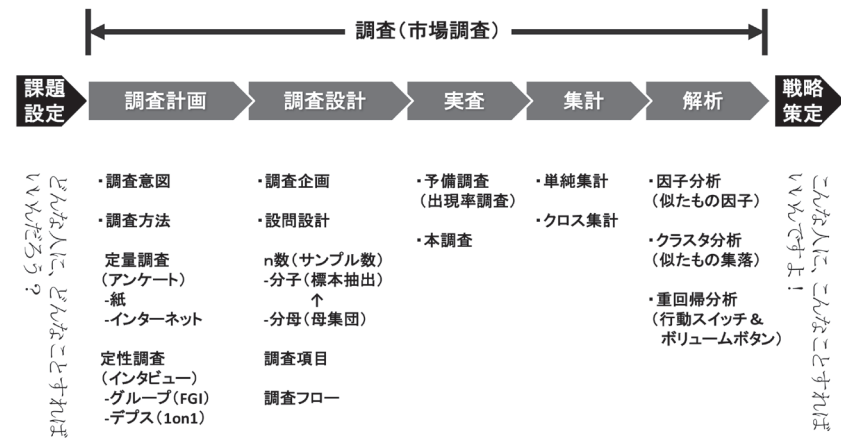 調査（市場調査）
課題
設定
調査計画
調査設計
実査
集計
解析
戦略
策定
どんな人に、どんなことすれば
いいんだろう？
・調査意図
・調査方法
定量調査
（アンケート）
-紙
-インターネット
定性調査
（インタビュー）
-グループ（FGI）
-デプス（1on1）
・調査企画
・設問設計
n数（サンプル数）
-分子（標本抽出）
↑
-分母（母集団）
調査項目
調査フロー
・予備調査
（出現率調査）
・本調査
・単純集計
・クロス集計
・因子分析
（似たもの因子）
・クラスタ分析
（似たもの集落）
・重回帰分析
（行動スイッチ＆
ボリュームボタン）
こんな人に、こんなことすれば
いいんですよ！